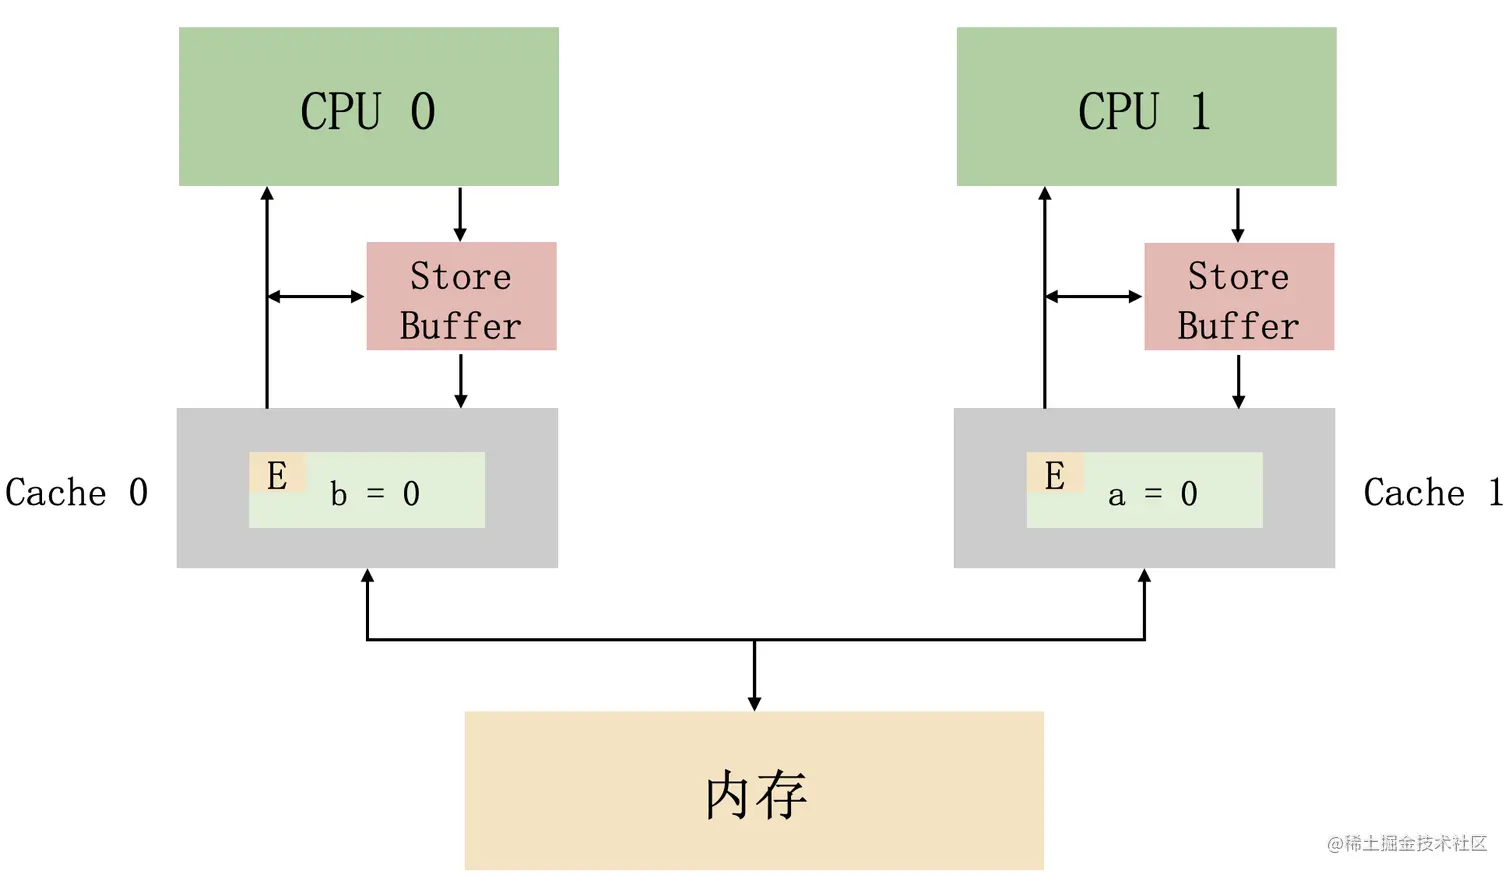 CPU 0
CPU 1
Store
Buffer
Store
Buffer
Cache 0
E
b = 0
E
a = 0
Cache 1
内存
@稀土掘金技术社区